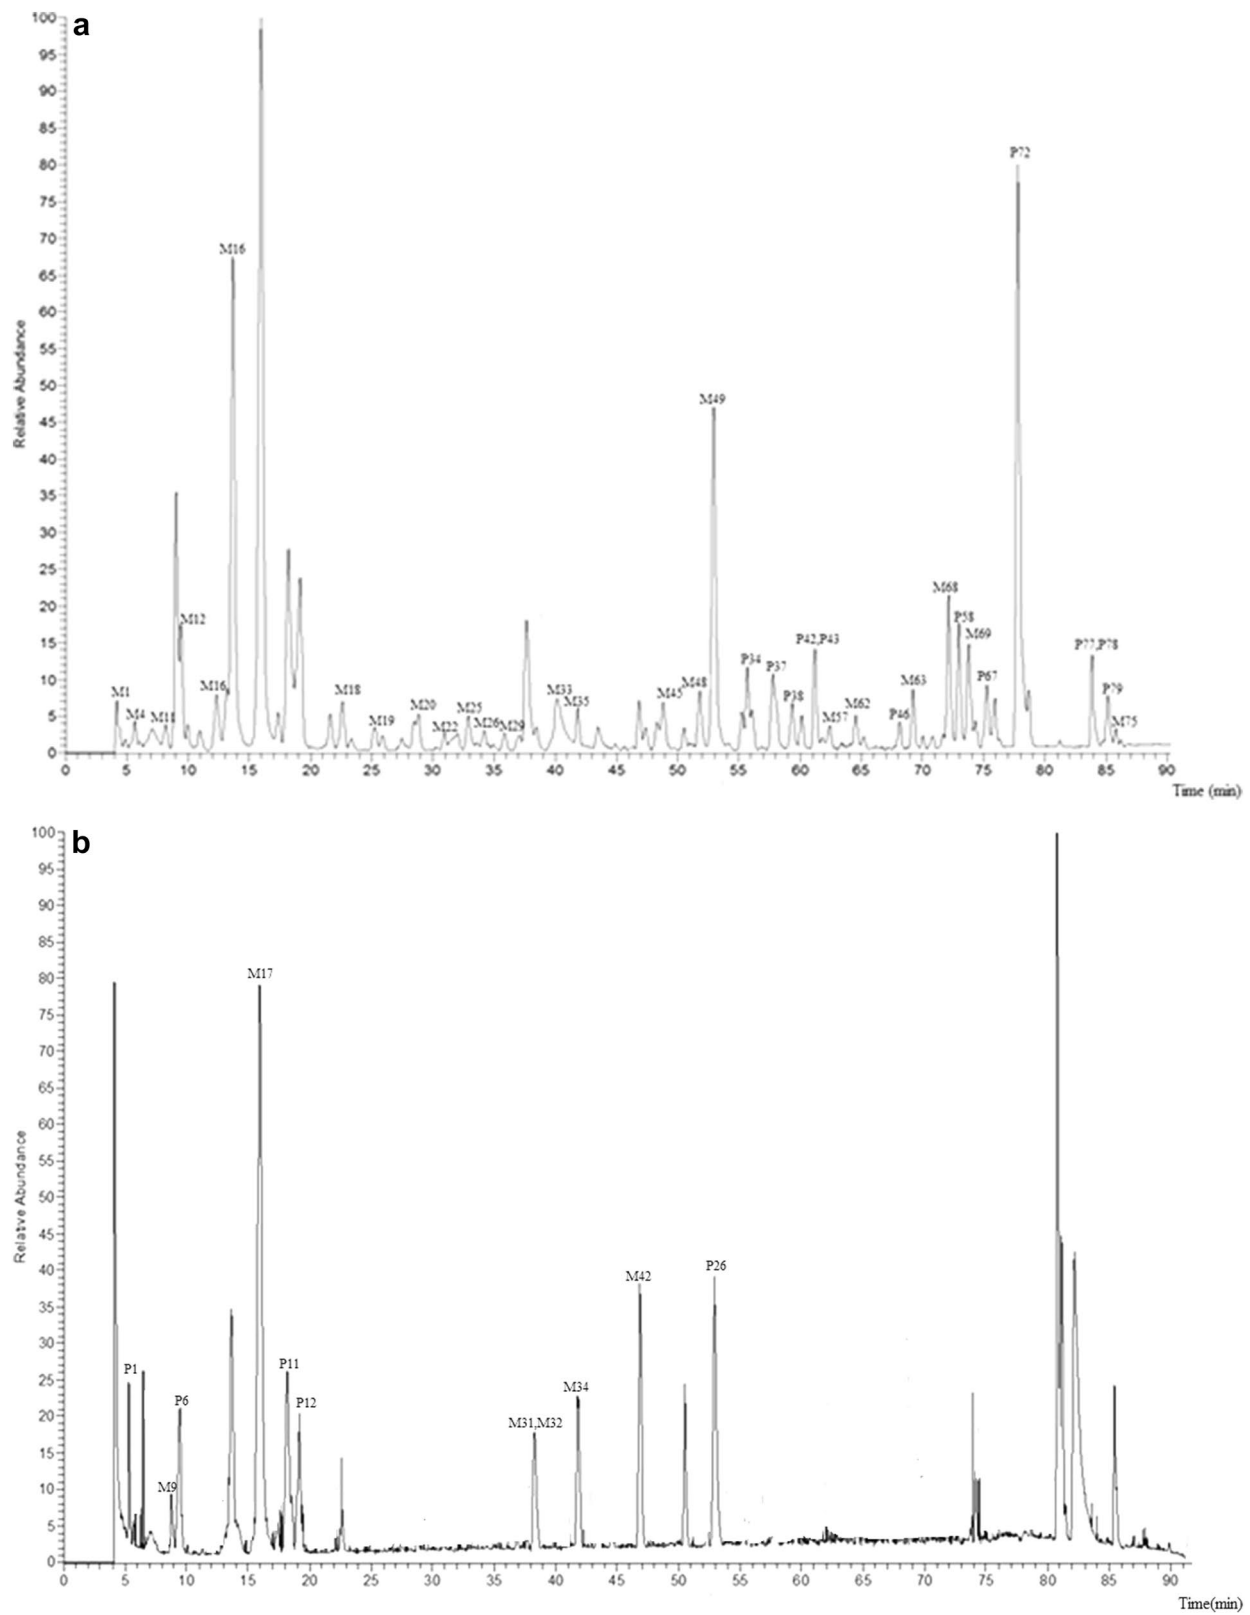 a
100
95
90
85
80
75
70
65
60
55
50
45
40
35
30
25
20
15
10
5
0
Relative Abundance
M1
M4
M11
M12
M16
M16
M18
M19
M20
M22
M25
M26
M29
M33
M35
M45
M48
M49
P34
P37
P38
P42,P43
M57
M62
P46
M63
M68
P58
M69
P67
P72
P77,P78
P79
M75
0 5 10 15 20 25 30 35 40 45 50 55 60 65 70 75 80 85 90
Time (min)
b
100
95
90
85
80
75
70
65
60
55
50
45
40
35
30
25
20
15
10
5
0
Relative Abundance
P1
M9
P6
M17
P11
P12
M31,M32
M34
M42
P26
0 5 10 15 20 25 30 35 40 45 50 55 60 65 70 75 80 85 90
Time(min)